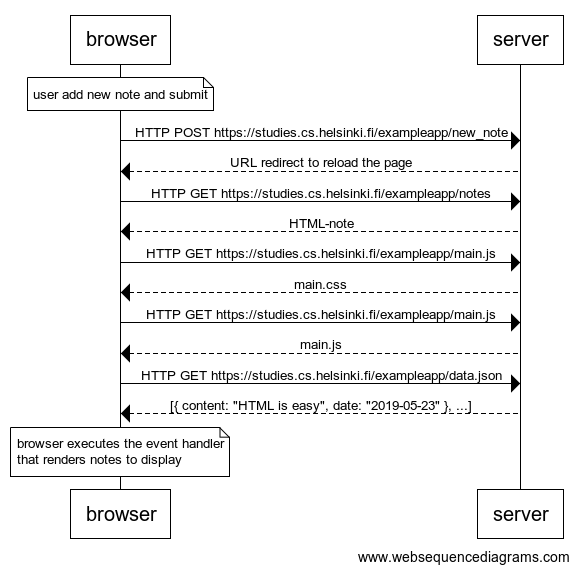 browser
server
user add new note and submit
HTTP POST https://studies.cs.helsinki.fi/exampleapp/new_note
URL redirect to reload the page
HTTP GET https://studies.cs.helsinki.fi/exampleapp/notes
HTML-note
HTTP GET https://studies.cs.helsinki.fi/exampleapp/main.js
main.css
HTTP GET https://studies.cs.helsinki.fi/exampleapp/main.js
main.js
HTTP GET https://studies.cs.helsinki.fi/exampleapp/data.json
[{ content: "HTML is easy", date: "2019-05-23" }, ...]
browser executes the event handler
that renders notes to display
browser
server
www.websequencediagrams.com